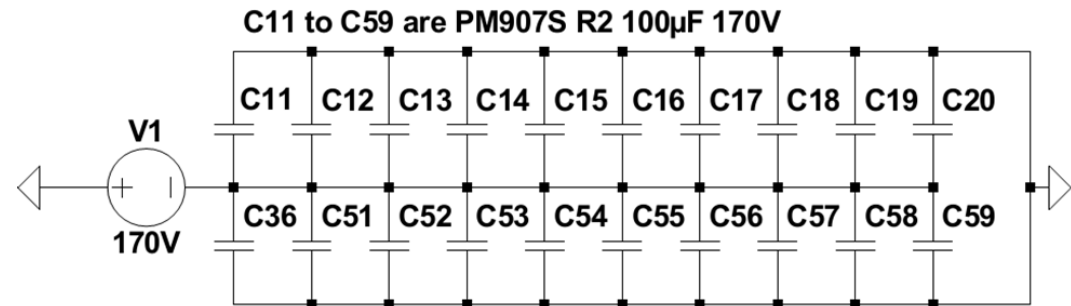 C11 to C59 are PM907S R2 100µF 170V
C11 C12 C13 C14 C15 C16 C17 C18 C19 C20
V1
+ -
C36 C51 C52 C53 C54 C55 C56 C57 C58 C59
170V